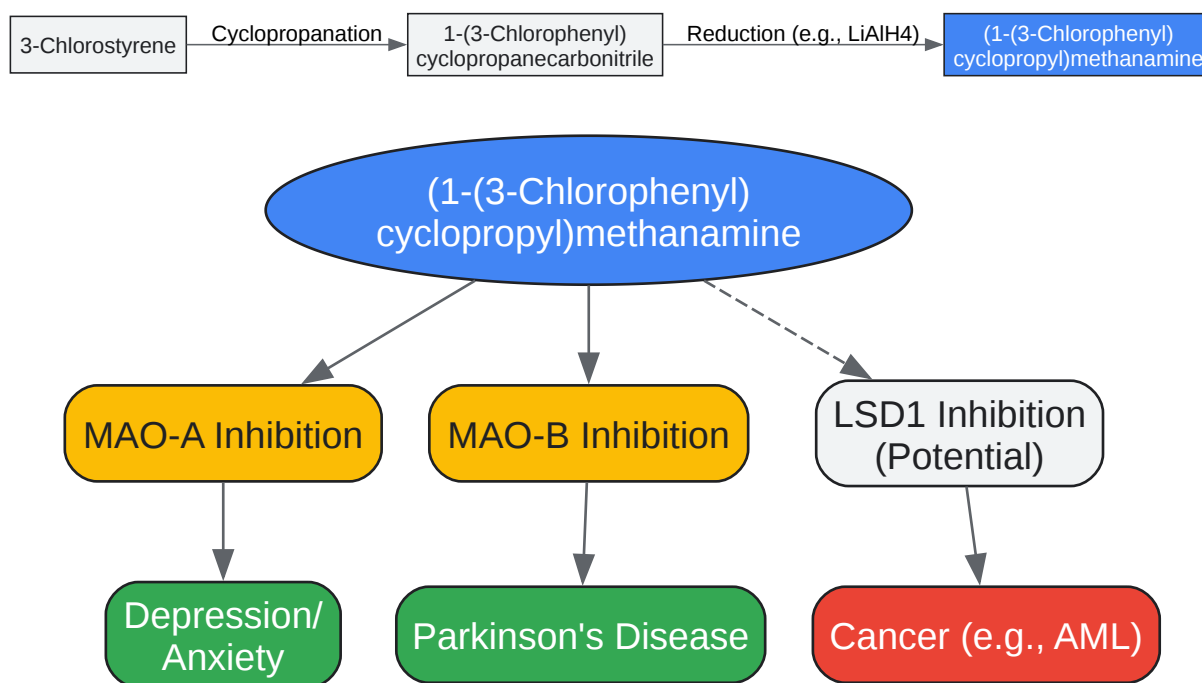 3-Chlorostyrene
Cyclopropanation
1-(3-Chlorophenyl)
cyclopropanecarbonitrile
Reduction (e.g., LiAlH4)
(1-(3-Chlorophenyl)
cyclopropyl)methanamine
(1-(3-Chlorophenyl)
cyclopropyl)methanamine
MAO-A Inhibition
MAO-B Inhibition
LSD1 Inhibition
(Potential)
Depression/
Anxiety
Parkinson's Disease
Cancer (e.g., AML)